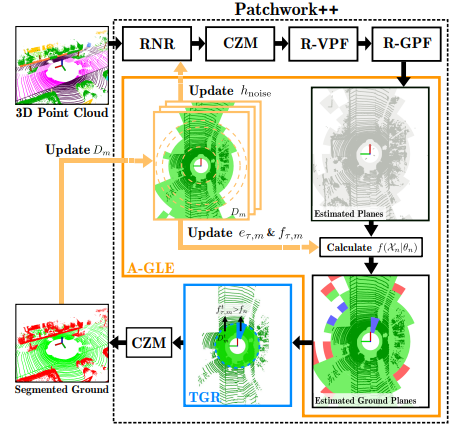 Patchwork++
RNR
CZM
R-VPF
R-GPF
3D Point Cloud
Update h_noise
Update D_m
D_m
Estimated Planes
Update e_τ,m & f_τ,m
Calculate f(X_n|θ_n)
A-GLE
CZM
TGR
Segmented Ground
Estimated Ground Planes